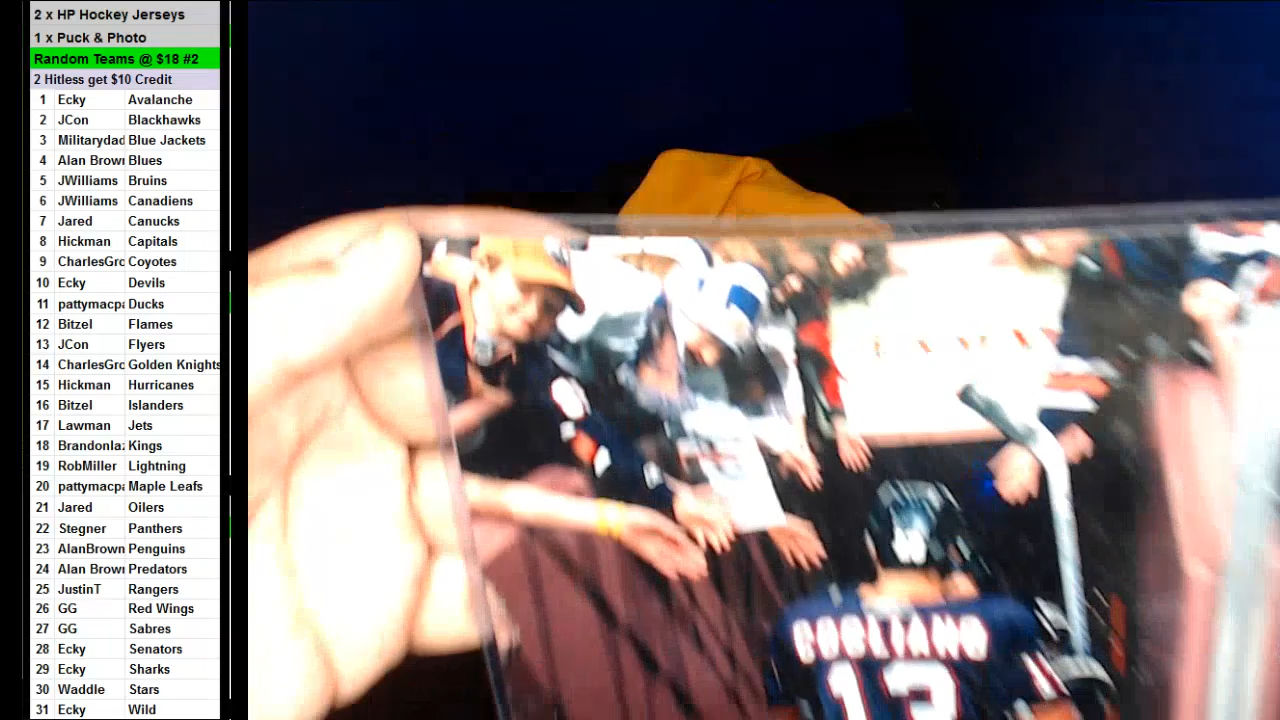 2 x HP Hockey Jerseys
1 x Puck & Photo
Random Teams @ $18 #2
2 Hitless get $10 Credit
1 Ecky Avalanche
2 JCon Blackhawks
3 Militarydad Blue Jackets
4 Alan Brown Blues
5 JWilliams Bruins
6 JWilliams Canadiens
7 Jared Canucks
8 Hickman Capitals
9 CharlesGro Coyotes
10 Ecky Devils
11 pattymacpa Ducks
12 Bitzel Flames
13 JCon Flyers
14 CharlesGro Golden Knights
15 Hickman Hurricanes
16 Bitzel Islanders
17 Lawman Jets
18 Brandonlaz Kings
19 RobMiller Lightning
20 pattymacpa Maple Leafs
21 Jared Oilers
22 Stegner Panthers
23 AlanBrown Penguins
24 Alan Brown Predators
25 JustinT Rangers
26 GG Red Wings
27 GG Sabres
28 Ecky Senators
29 Ecky Sharks
30 Waddle Stars
31 Ecky Wild
COGLIANO
13